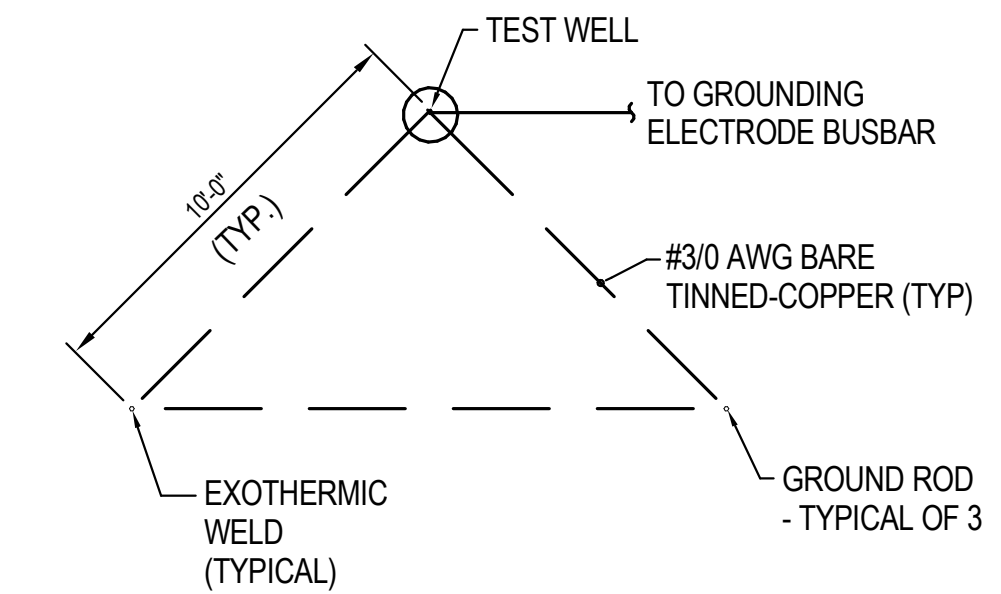 TEST WELL
TO GROUNDING
ELECTRODE BUSBAR
10'-0"
(TYP.)
#3/0 AWG BARE
TINNED-COPPER (TYP)
EXOTHERMIC
WELD
(TYPICAL)
GROUND ROD
- TYPICAL OF 3